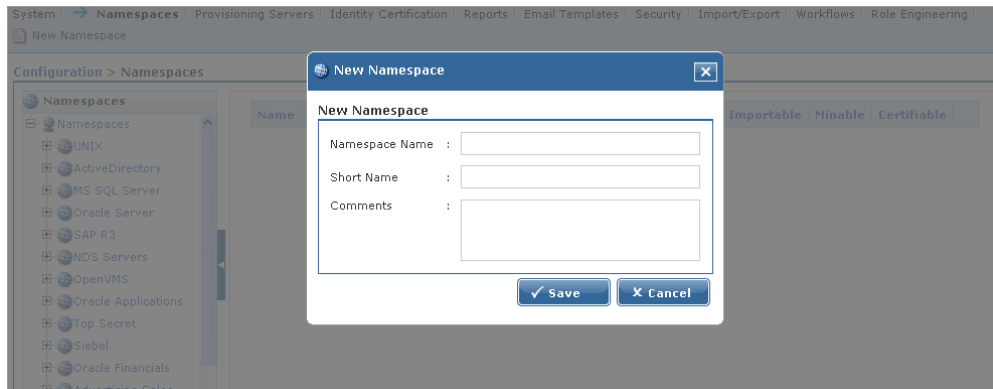 System Namespaces Provisioning Servers Identity Certification Reports Email Templates Security Import/Export Workflows Role Engineering
New Namespace
Configuration > Namespaces
Namespaces
Namespaces
UNIX
ActiveDirectory
MS SQL Server
Oracle Server
SAP R3
NDS Servers
OpenVMS
Oracle Applications
Top Secret
Siebel
Oracle Financials
Name Importable Minable Certifiable
New Namespace
New Namespace
Namespace Name :
Short Name :
Comments :
Save Cancel